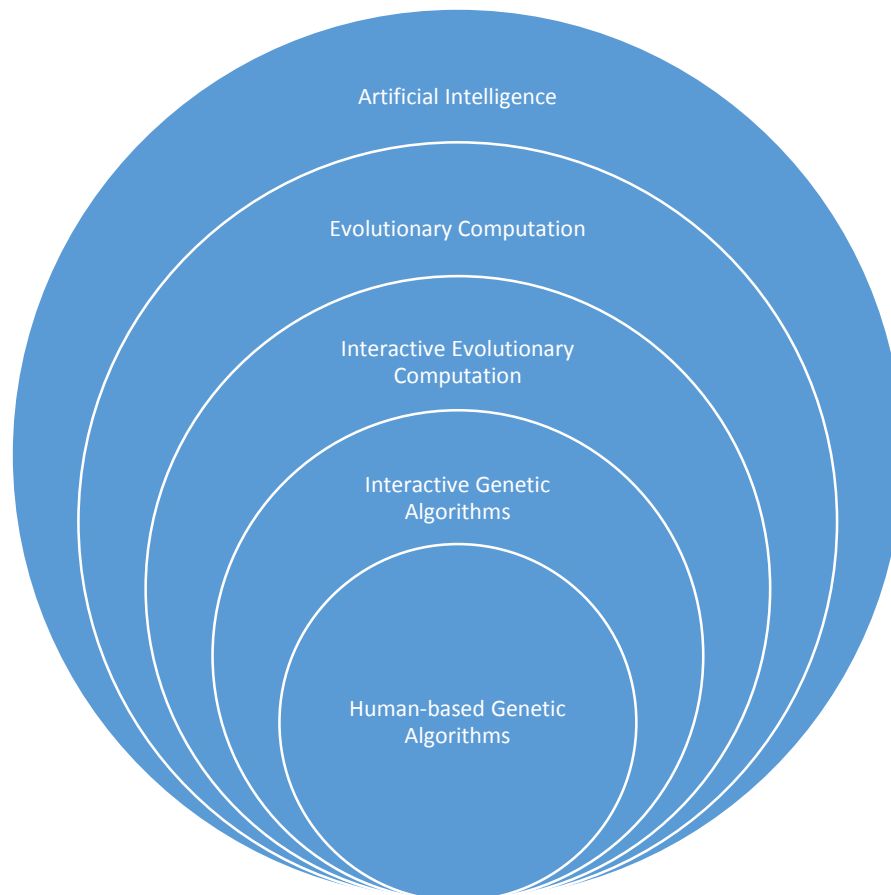 Artificial Intelligence
Evolutionary Computation
Interactive Evolutionary
Computation
Interactive Genetic
Algorithms
Human-based Genetic
Algorithms